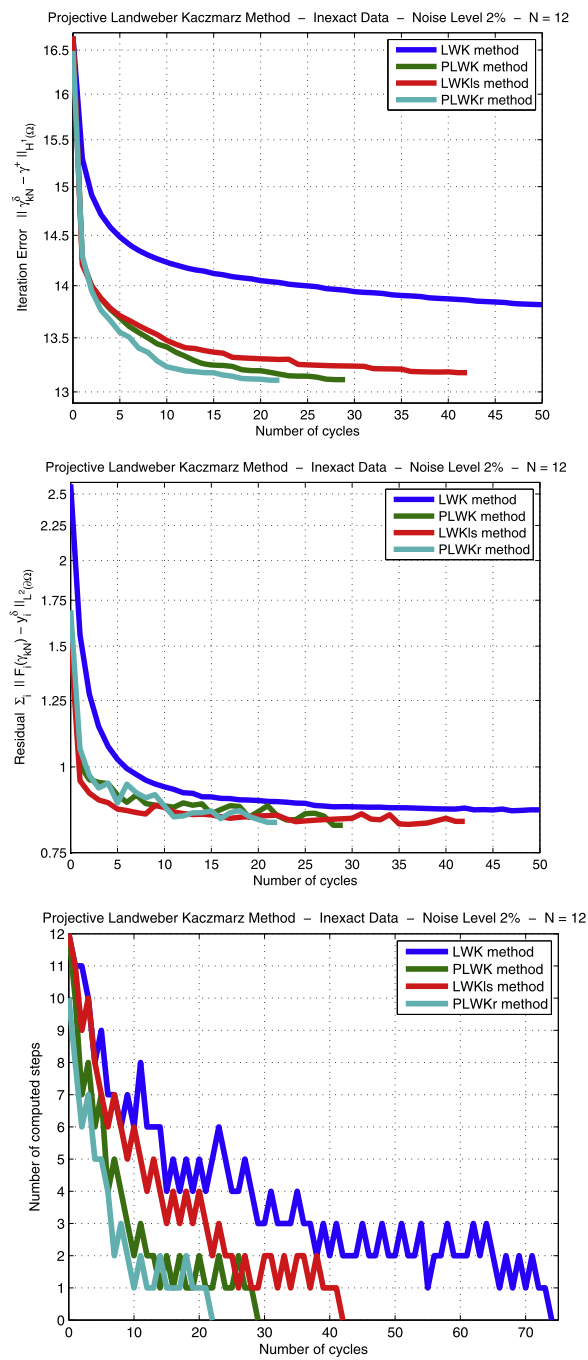 Projective Landweber Kaczmarz Method – Inexact Data – Noise Level 2% – N = 12
16.5
16
15.5
15
14.5
14
13.5
13
Iteration Error || γ^δ_kN – γ^+ ||_H^1(Ω)
LWK method
PLWK method
LWKls method
PLWKr method
0 5 10 15 20 25 30 35 40 45 50
Number of cycles
Projective Landweber Kaczmarz Method – Inexact Data – Noise Level 2% – N = 12
2.5
2.25
2
1.75
1.5
1.25
1
0.75
Residual Σ_i || F_i(γ_kN) – y_i^δ ||_L^2(∂Ω)
LWK method
PLWK method
LWKls method
PLWKr method
0 5 10 15 20 25 30 35 40 45 50
Number of cycles
Projective Landweber Kaczmarz Method – Inexact Data – Noise Level 2% – N = 12
12
11
10
9
8
7
6
5
4
3
2
1
0
Number of computed steps
LWK method
PLWK method
LWKls method
PLWKr method
0 10 20 30 40 50 60 70
Number of cycles